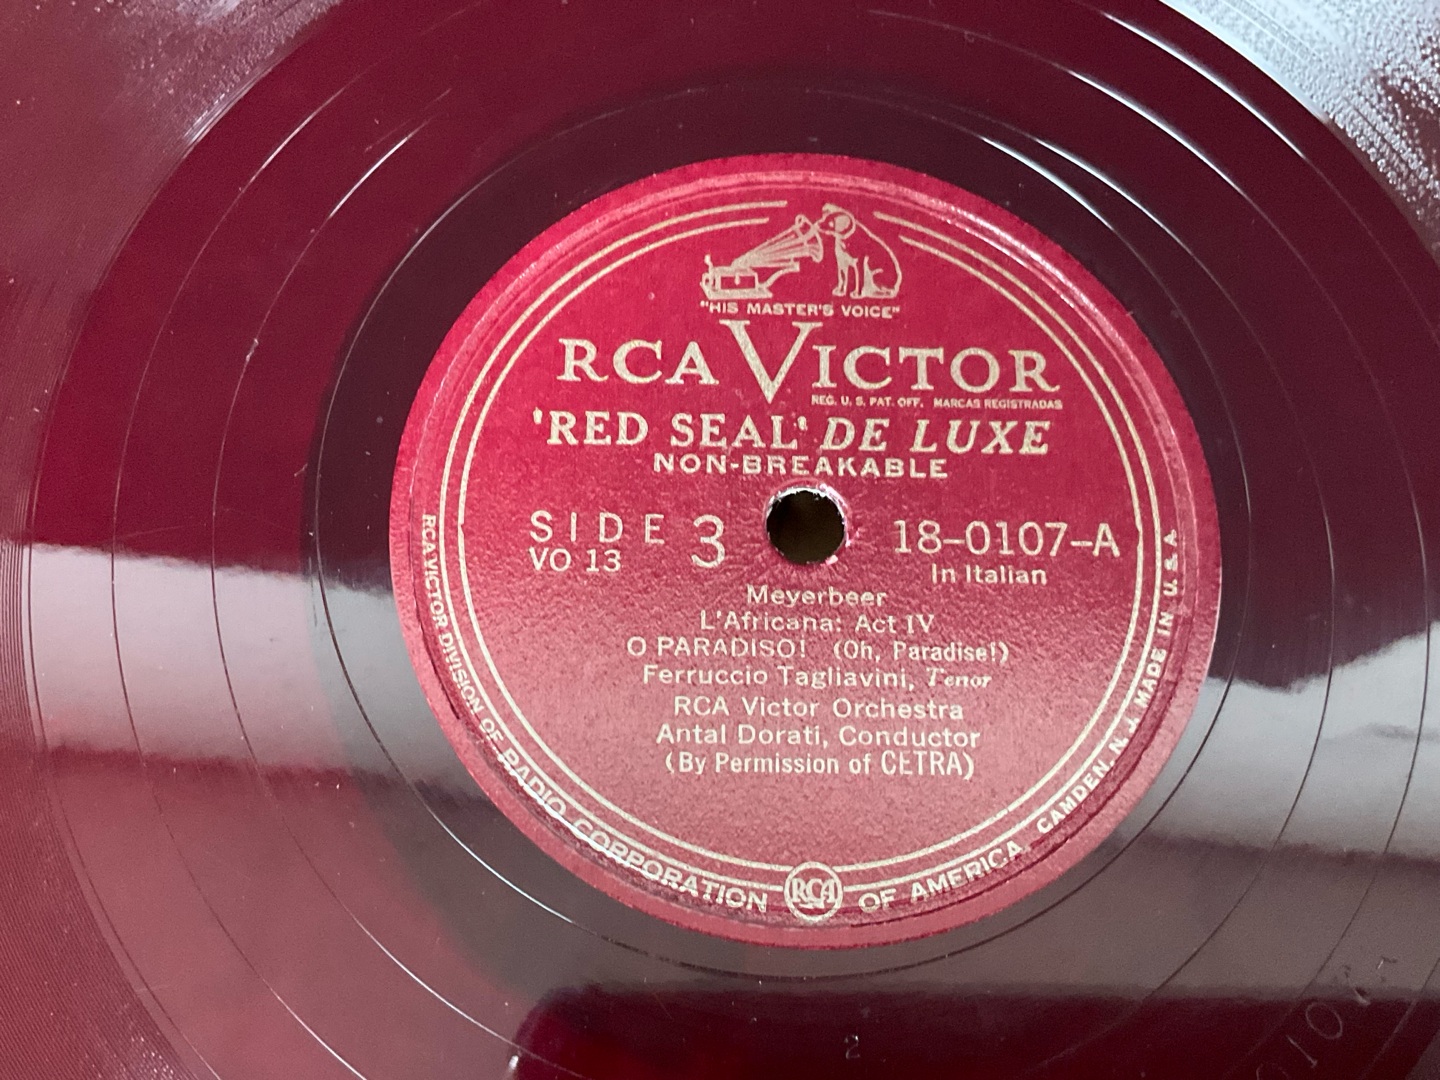 "HIS MASTER'S VOICE"
RCA VICTOR
REG. U. S. PAT. OFF. MARCAS REGISTRADAS
'RED SEAL' DE LUXE
NON-BREAKABLE
SIDE 3
VO 13
18-0107-A
In Italian
Meyerbeer
L'Africana: Act IV
O PARADISO! (Oh, Paradise!)
Ferruccio Tagliavini, Tenor
RCA Victor Orchestra
Antal Dorati, Conductor
(By Permission of CETRA)
RCA VICTOR DIVISION OF RADIO CORPORATION RCA OF AMERICA CAMDEN, N. J. MADE IN U.S.A.
2